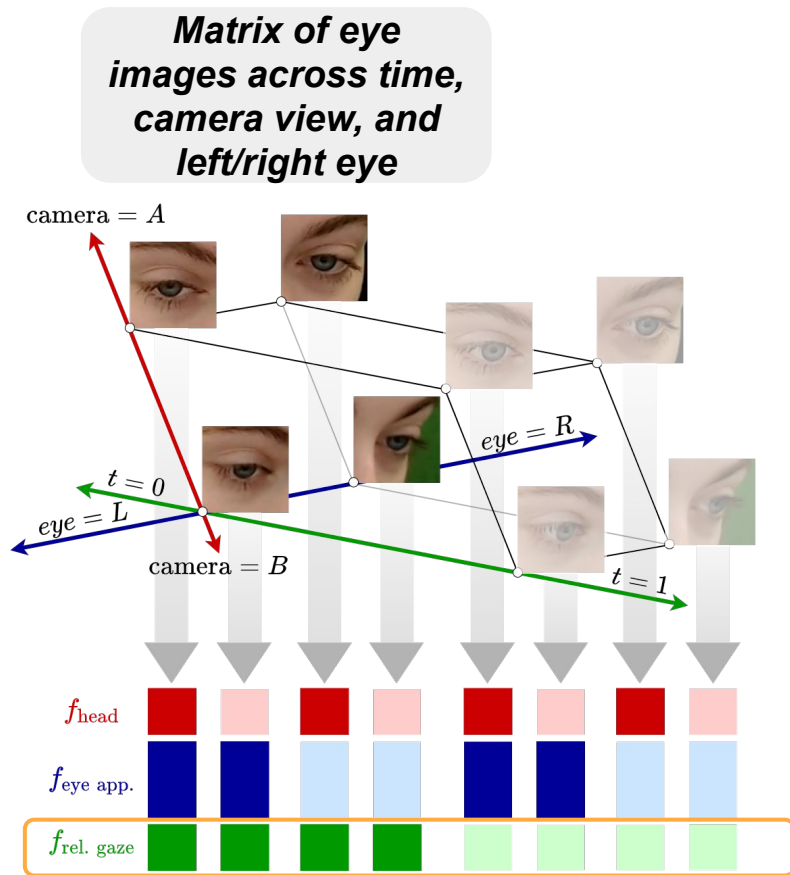 Matrix of eye
images across time,
camera view, and
left/right eye
camera = A
eye = R
t = 0
eye = L
camera = B
t = 1
f_head
f_eye app.
f_rel. gaze